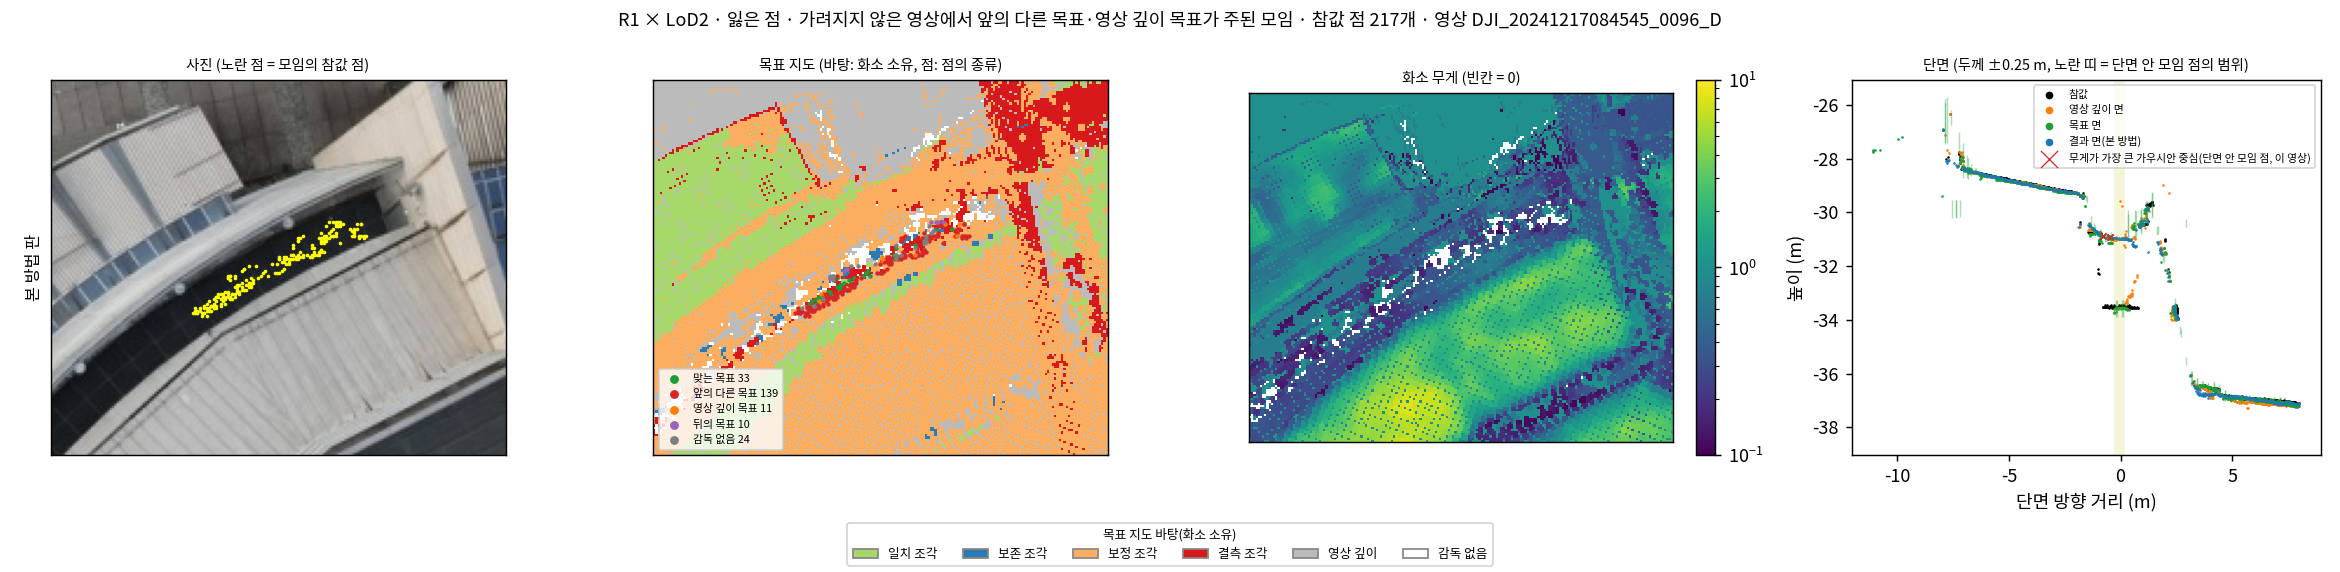 R1 × LoD2 · 잃은 점 · 가려지지 않은 영상에서 앞의 다른 목표·영상 깊이 목표가 주된 모임 · 참값 점 217개 · 영상 DJI_20241217084545_0096_D
사진 (노란 점 = 모임의 참값 점)
본 방법 판
목표 지도 (바탕: 화소 소유, 점: 점의 종류)
맞는 목표 33
앞의 다른 목표 139
영상 깊이 목표 11
뒤의 목표 10
감독 없음 24
화소 무게 (빈칸 = 0)
10¹
10⁰
10⁻¹
단면 (두께 ±0.25 m, 노란 띠 = 단면 안 모임 점의 범위)
참값
영상 깊이 면
목표 면
결과 면(본 방법)
무게가 가장 큰 가우시안 중심(단면 안 모임 점, 이 영상)
높이 (m)
-26
-28
-30
-32
-34
-36
-38
-10 -5 0 5
단면 방향 거리 (m)
목표 지도 바탕(화소 소유)
일치 조각 보존 조각 보정 조각 결측 조각 영상 깊이 감독 없음